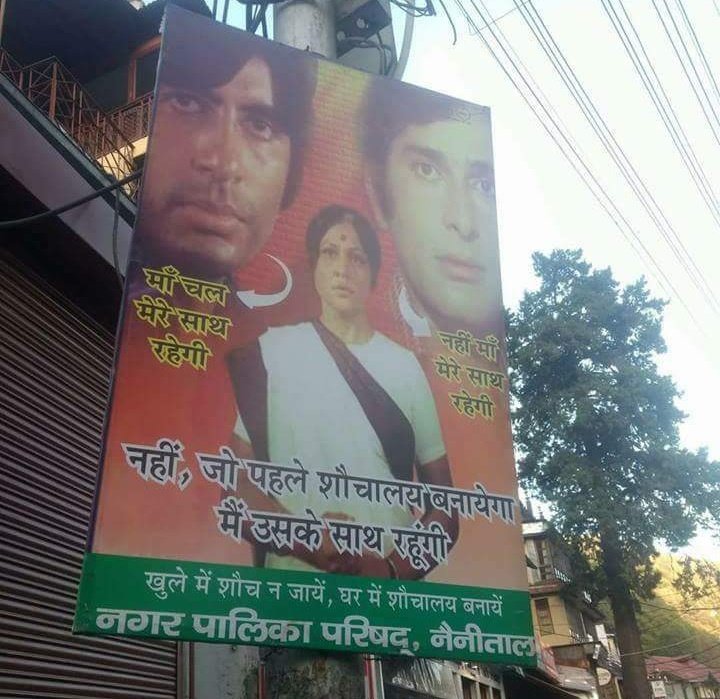 माँ चल
मेरे साथ
रहेगी
नहीं माँ
मेरे साथ
रहेगी
नहीं, जो पहले शौचालय बनायेगा
मैं उसके साथ रहूंगी
खुले में शौच न जायें, घर में शौचालय बनायें
नगर पालिका परिषद्, नैनीताल